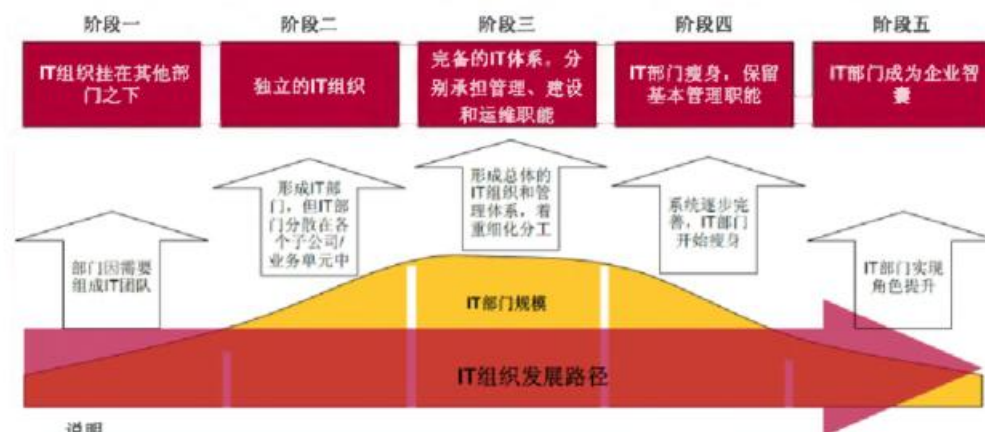 阶段一
阶段二
阶段三
阶段四
阶段五
IT组织挂在其他部
门之下
独立的IT组织
完备的IT体系，分
别承担管理、建设
和运维职能
IT部门瘦身，保留
基本管理职能
IT部门成为企业智
囊
部门因需要
组成IT团队
形成IT部
门，但IT部
门分散在各
个子公司/
业务单元中
形成总体的
IT组织和管
理体系，着
重细化分工
系统逐步完
善，IT部门
开始瘦身
IT部门实现
角色提升
IT部门规模
IT组织发展路径
说明